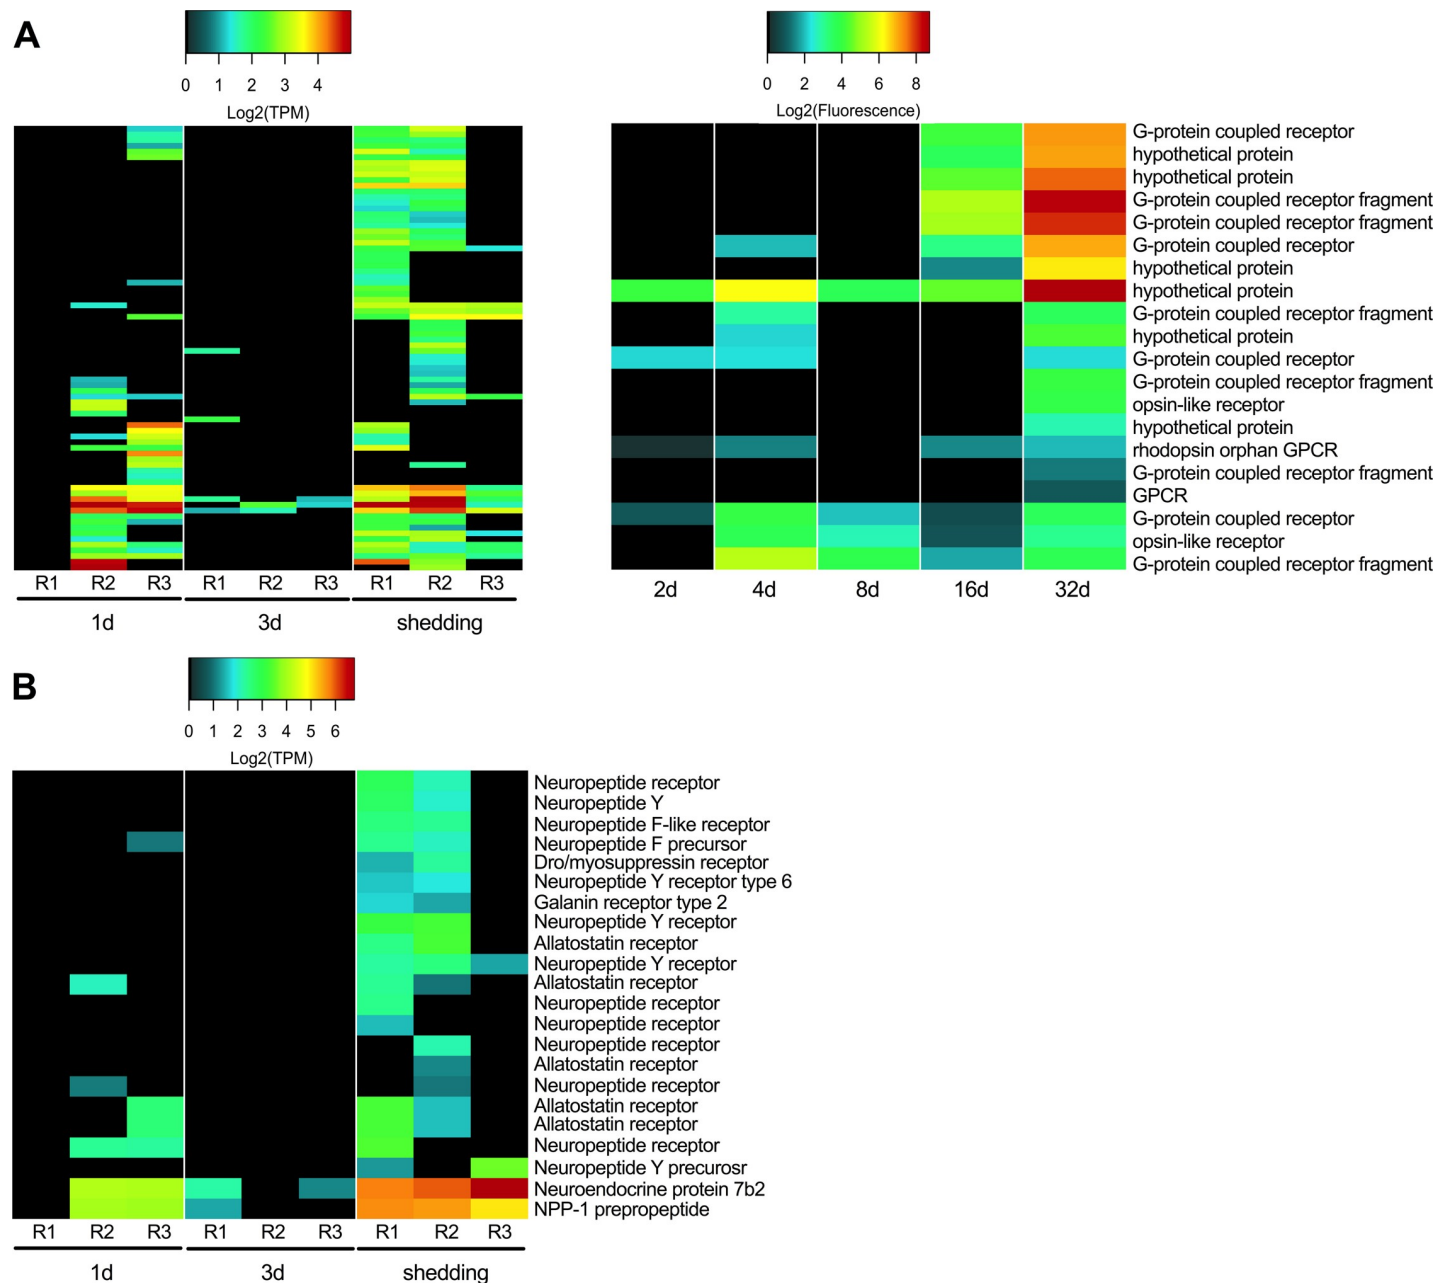 A
0 1 2 3 4
Log2(TPM)
0 2 4 6 8
Log2(Fluorescence)
G-protein coupled receptor
hypothetical protein
hypothetical protein
G-protein coupled receptor fragment
G-protein coupled receptor fragment
G-protein coupled receptor
hypothetical protein
hypothetical protein
G-protein coupled receptor fragment
hypothetical protein
G-protein coupled receptor
G-protein coupled receptor fragment
opsin-like receptor
hypothetical protein
rhodopsin orphan GPCR
G-protein coupled receptor fragment
GPCR
G-protein coupled receptor
opsin-like receptor
G-protein coupled receptor fragment
R1 R2 R3 R1 R2 R3 R1 R2 R3
1d 3d shedding
2d 4d 8d 16d 32d
B
0 1 2 3 4 5 6
Log2(TPM)
Neuropeptide receptor
Neuropeptide Y
Neuropeptide F-like receptor
Neuropeptide F precursor
Dro/myosuppressin receptor
Neuropeptide Y receptor type 6
Galanin receptor type 2
Neuropeptide Y receptor
Allatostatin receptor
Neuropeptide Y receptor
Allatostatin receptor
Neuropeptide receptor
Neuropeptide receptor
Neuropeptide receptor
Allatostatin receptor
Neuropeptide receptor
Allatostatin receptor
Allatostatin receptor
Neuropeptide receptor
Neuropeptide Y precurosr
Neuroendocrine protein 7b2
NPP-1 prepropeptide
R1 R2 R3 R1 R2 R3 R1 R2 R3
1d 3d shedding